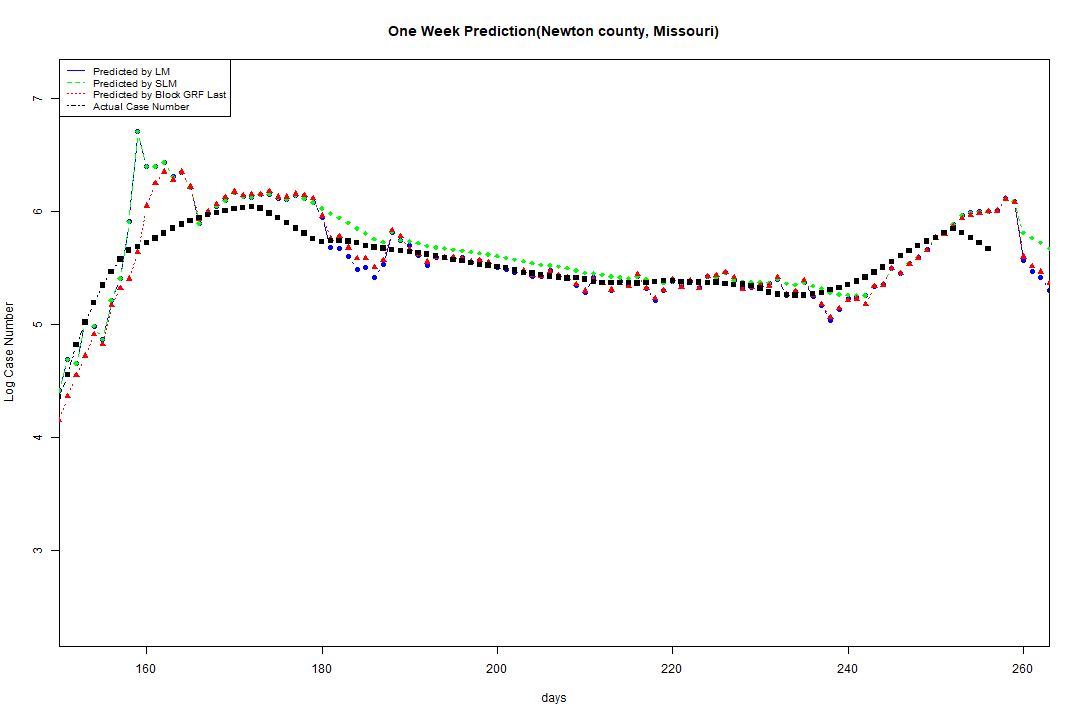 One Week Prediction(Newton county, Missouri)
Predicted by LM
Predicted by SLM
Predicted by Block GRF Last
Actual Case Number
7
6
5
4
3
Log Case Number
160 180 200 220 240 260
days